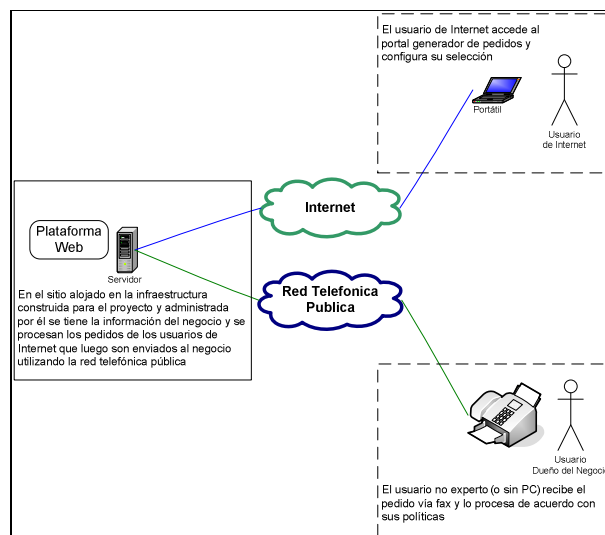 El usuario de Internet accede al
portal generador de pedidos y
configura su selección
Portátil
Usuario
de Internet
Internet
Plataforma
Web
Servidor
En el sitio alojado en la infraestructura
construida para el proyecto y administrada
por él se tiene la información del negocio y se
procesan los pedidos de los usuarios de
Internet que luego son enviados al negocio
utilizando la red telefónica pública
Red Telefonica
Publica
Usuario
Dueño del Negocio
El usuario no experto (o sin PC) recibe el
pedido vía fax y lo procesa de acuerdo con
sus políticas